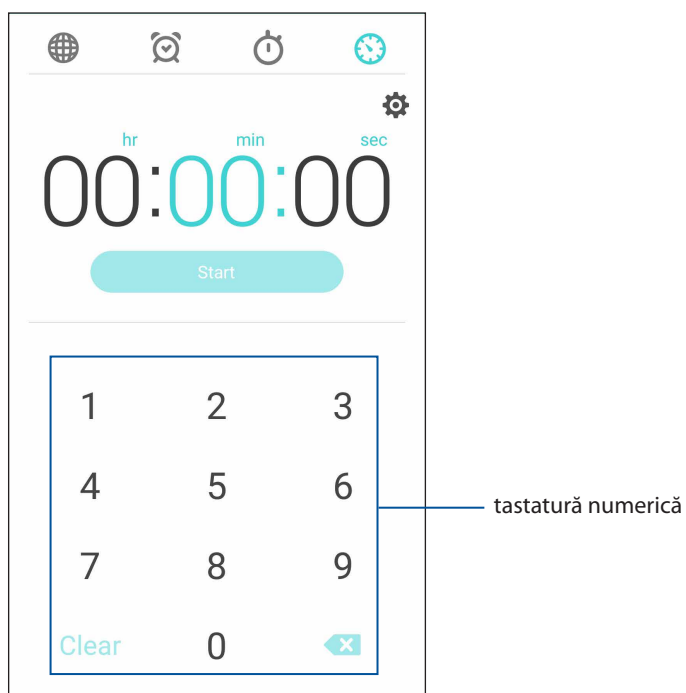 hr min sec
00:00:00
Start
1 2 3
4 5 6
tastatură numerică
7 8 9
Clear 0